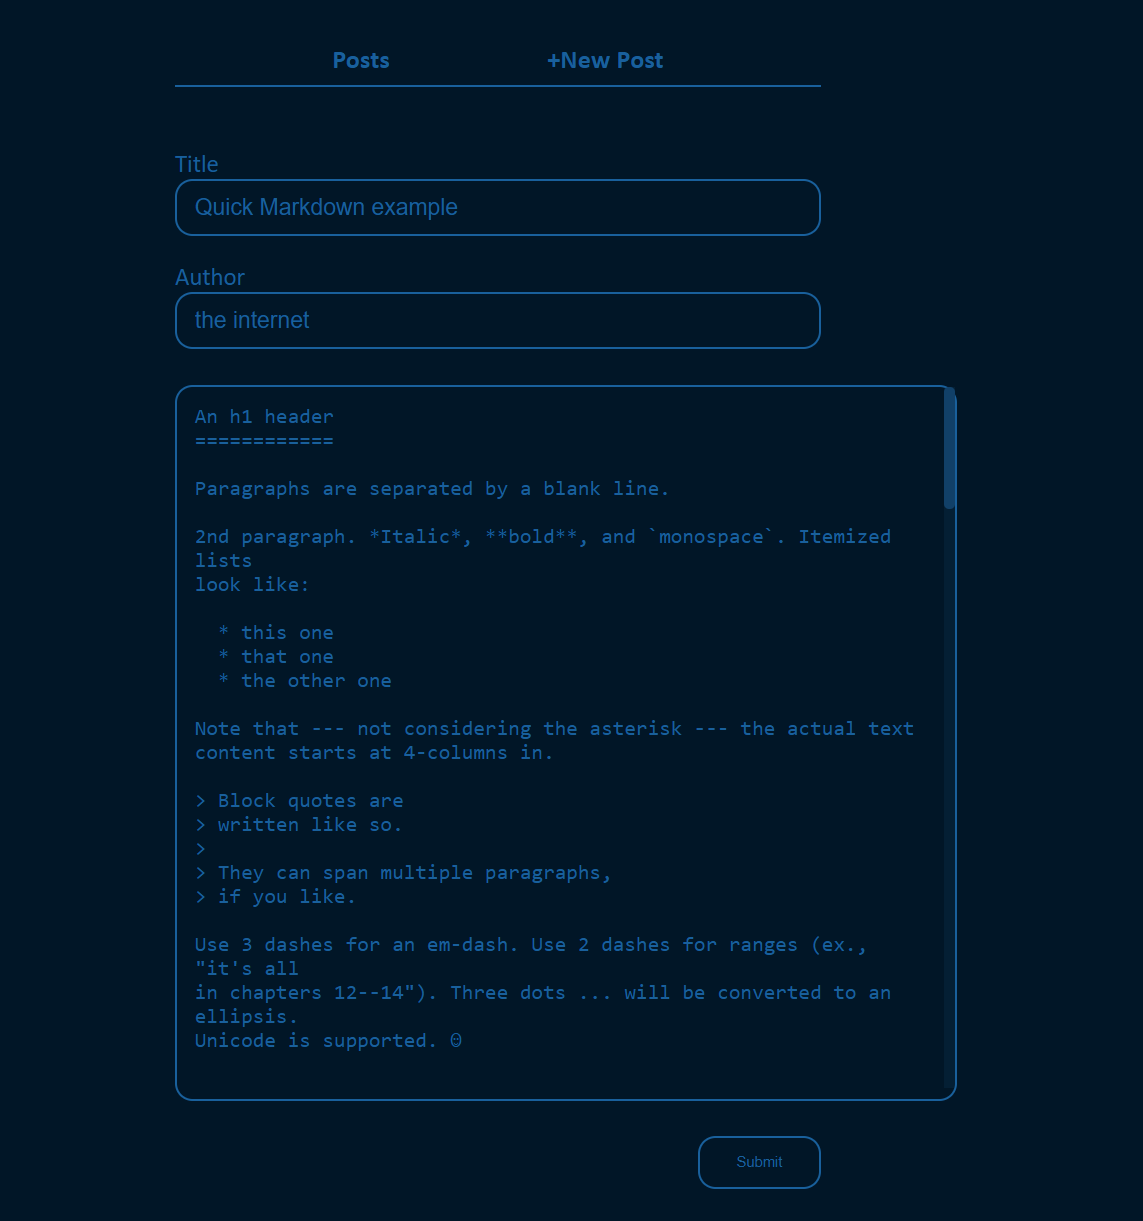 Posts +New Post
Title
Quick Markdown example
Author
the internet
An h1 header
============
Paragraphs are separated by a blank line.
2nd paragraph. *Italic*, **bold**, and `monospace`. Itemized
lists
look like:
* this one
* that one
* the other one
Note that --- not considering the asterisk --- the actual text
content starts at 4-columns in.
> Block quotes are
> written like so.
>
> They can span multiple paragraphs,
> if you like.
Use 3 dashes for an em-dash. Use 2 dashes for ranges (ex.,
"it's all
in chapters 12--14"). Three dots ... will be converted to an
ellipsis.
Unicode is supported. ☺
Submit